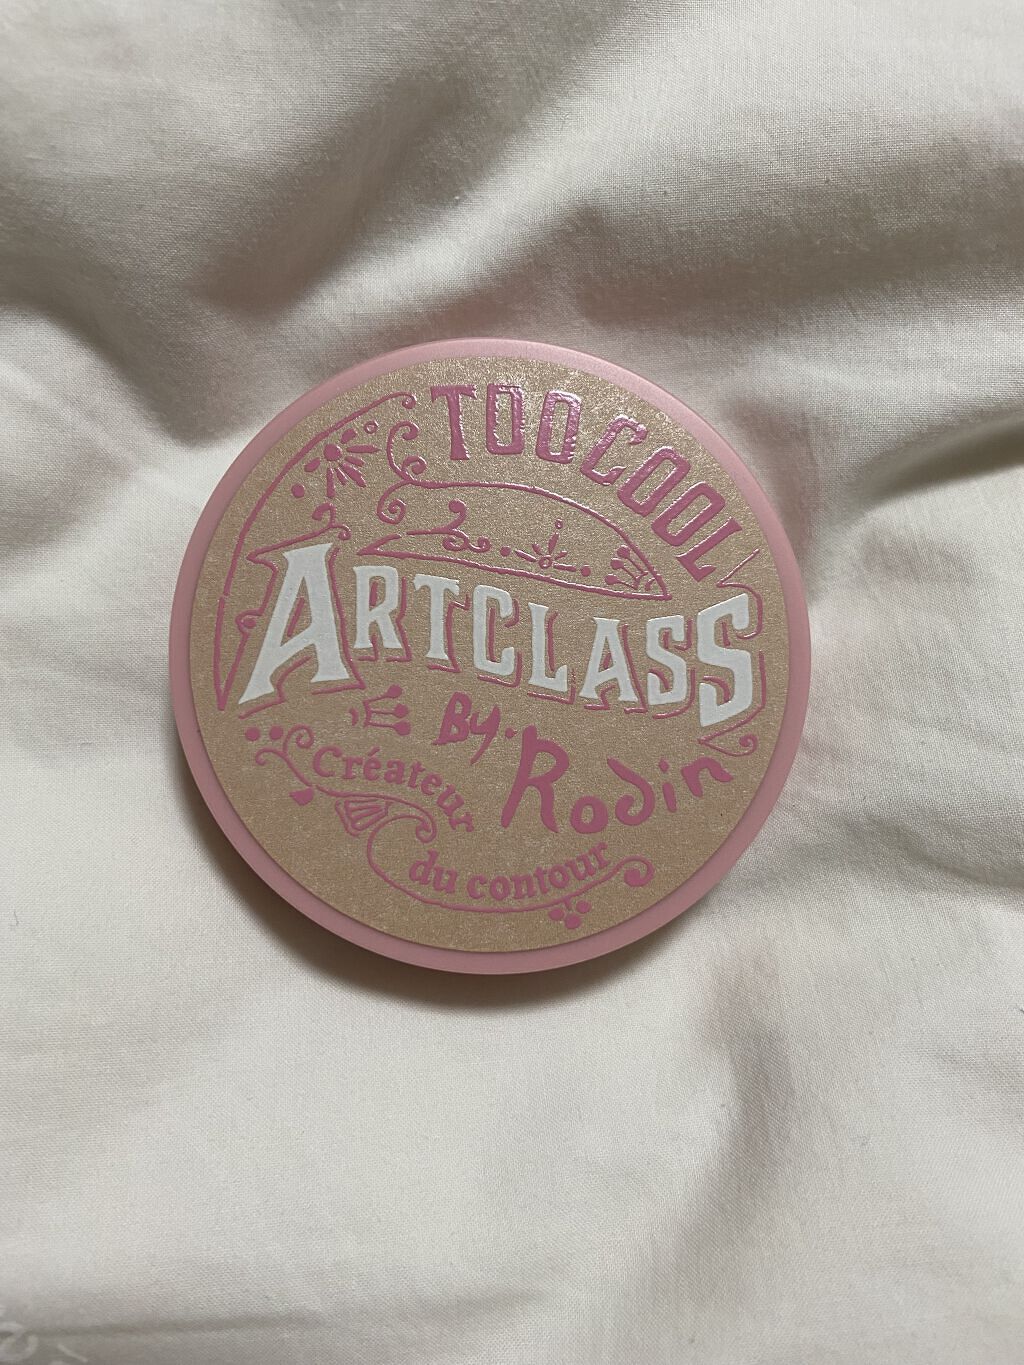 TOOCOOL
ARTCLASS
By. Rodin
Créateur
du contour